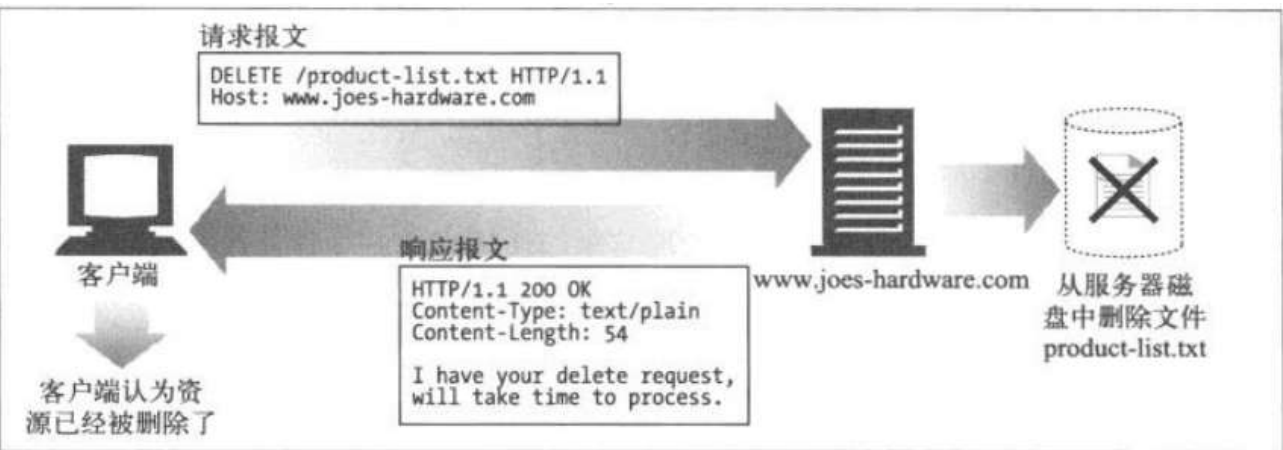 请求报文
DELETE /product-list.txt HTTP/1.1
Host: www.joes-hardware.com
客户端
客户端认为资
源已经被删除了
响应报文
HTTP/1.1 200 OK
Content-Type: text/plain
Content-Length: 54
I have your delete request,
will take time to process.
www.joes-hardware.com
从服务器磁
盘中删除文件
product-list.txt